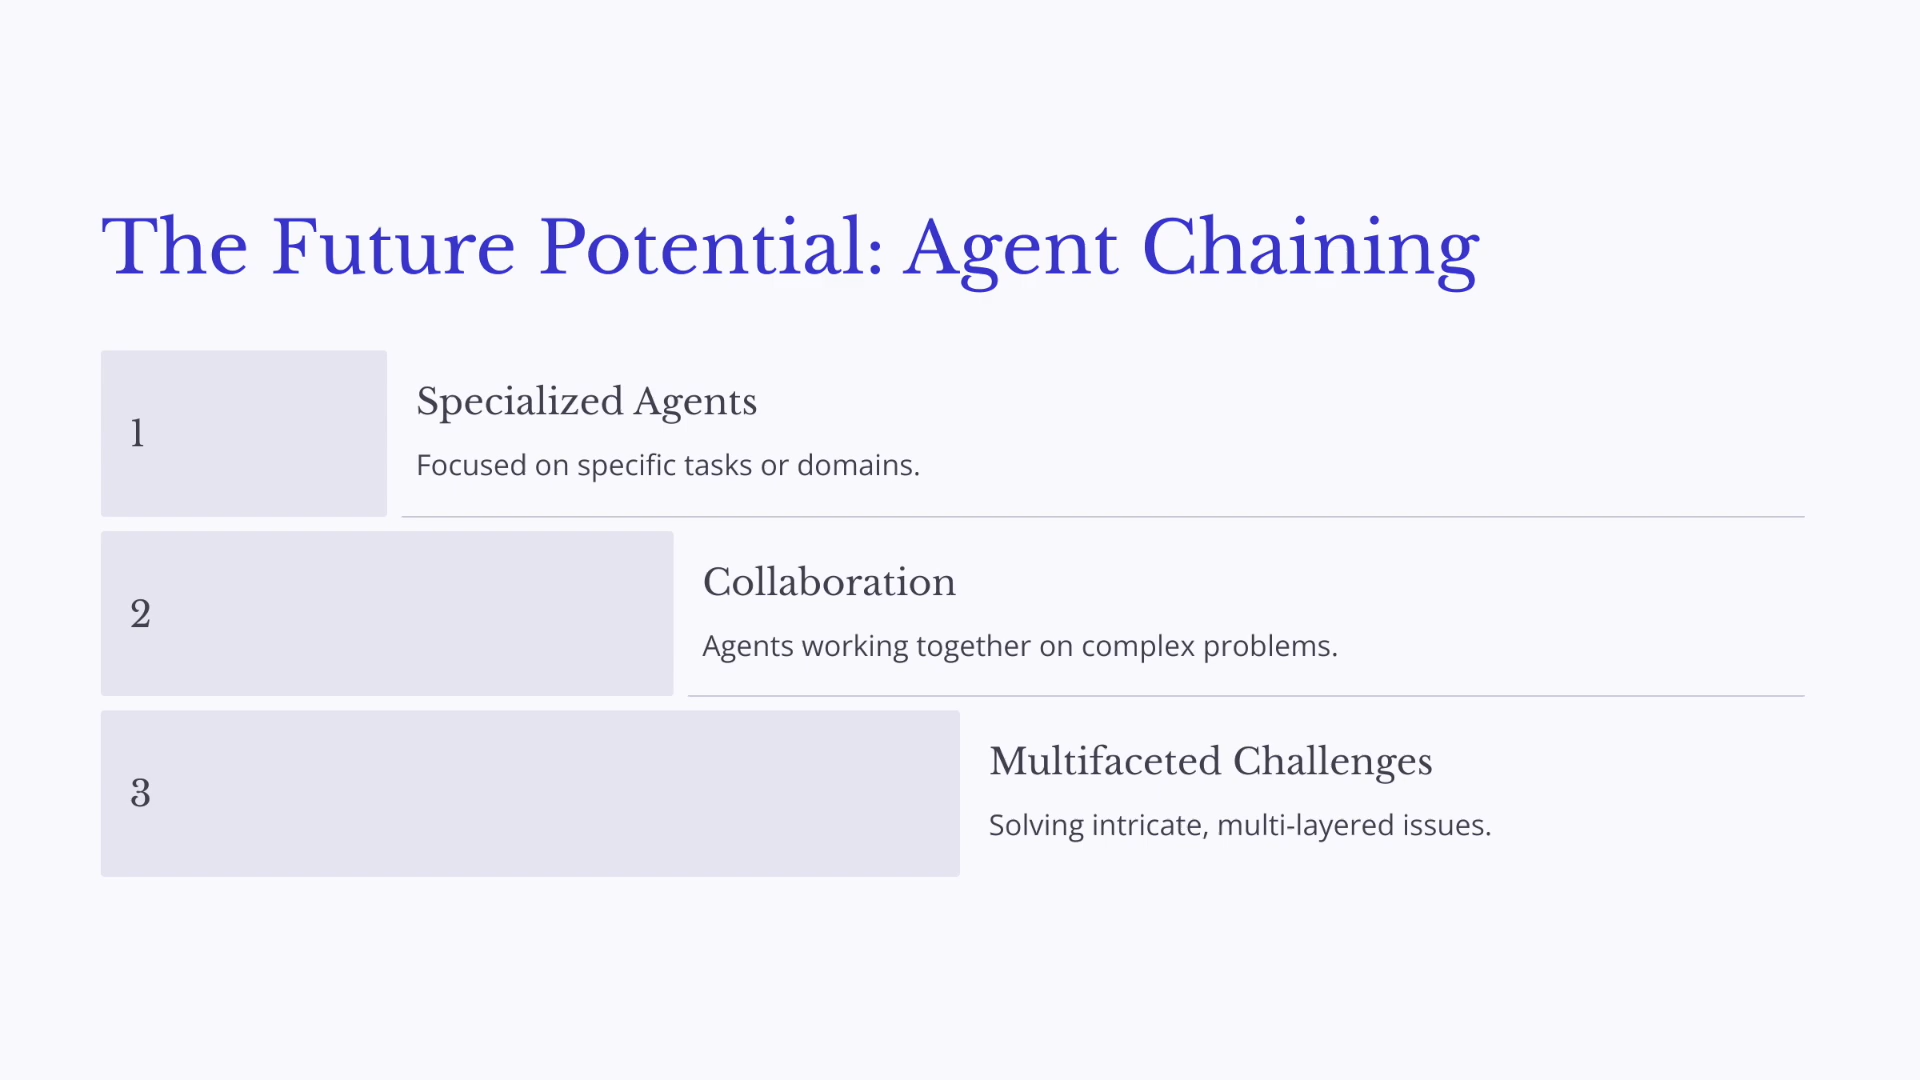 The Future Potential: Agent Chaining
1
Specialized Agents
Focused on specific tasks or domains.
2
Collaboration
Agents working together on complex problems.
3
Multifaceted Challenges
Solving intricate, multi-layered issues.